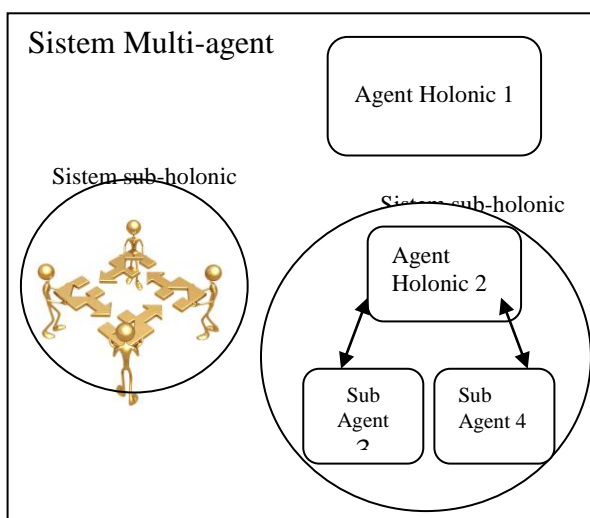 Sistem Multi-agent
Agent Holonic 1
Sistem sub-holonic
Sistem sub-holonic
Agent
Holonic 2
Sub
Agent
3
Sub
Agent 4